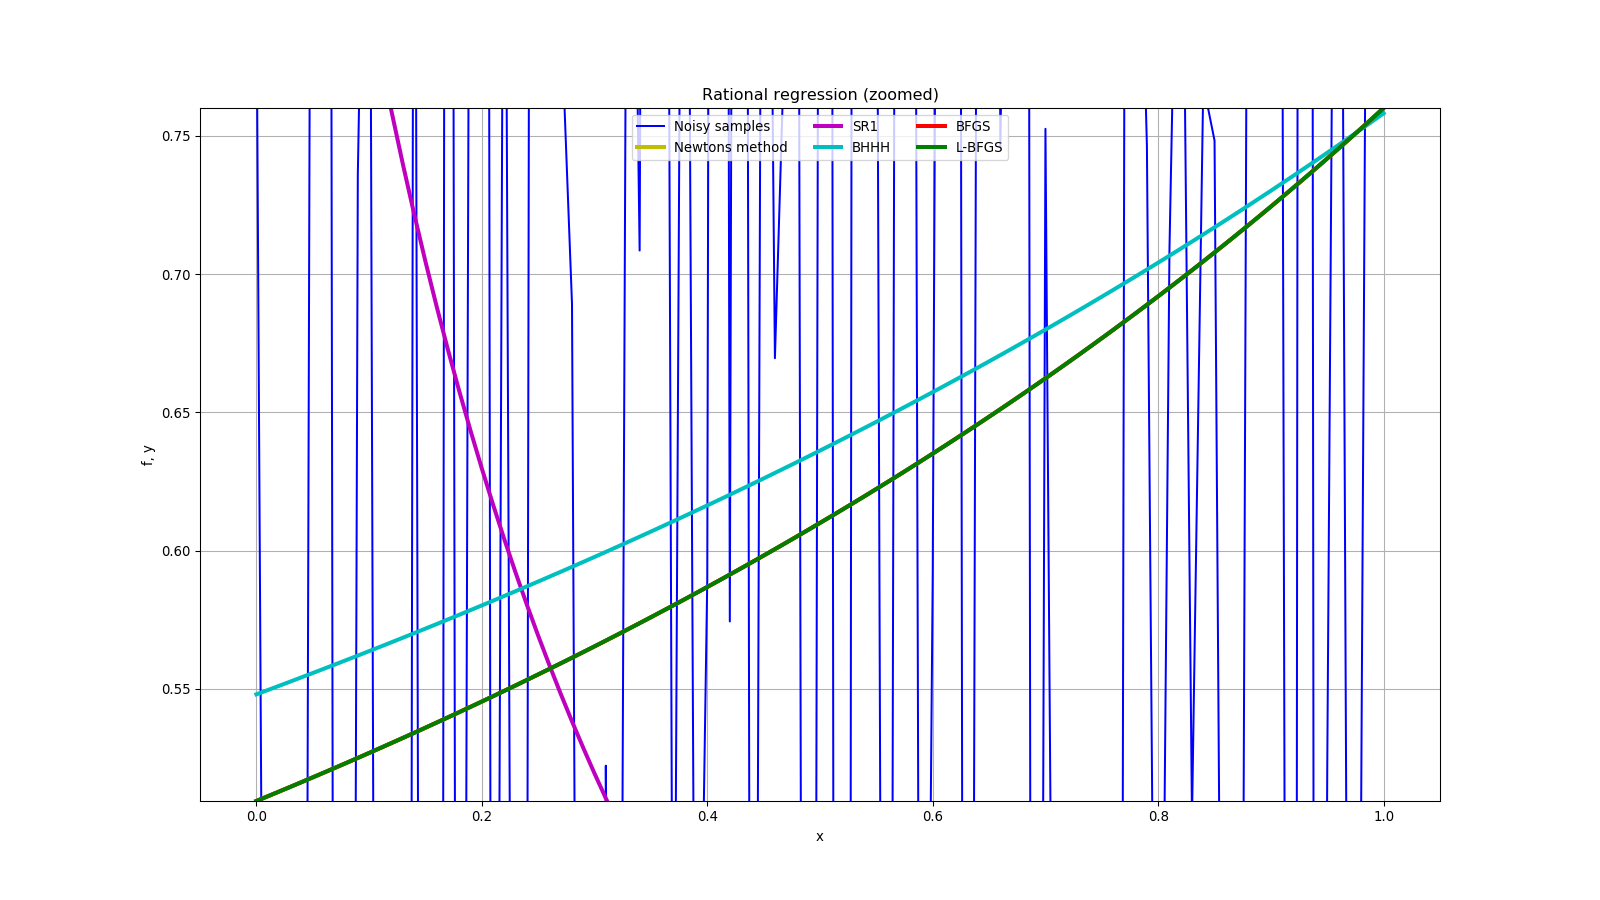 Rational regression (zoomed)
Noisy samples
Newtons method
SR1
BHHH
BFGS
L-BFGS
0.75
0.70
0.65
0.60
0.55
f, y
0.0 0.2 0.4 0.6 0.8 1.0
x